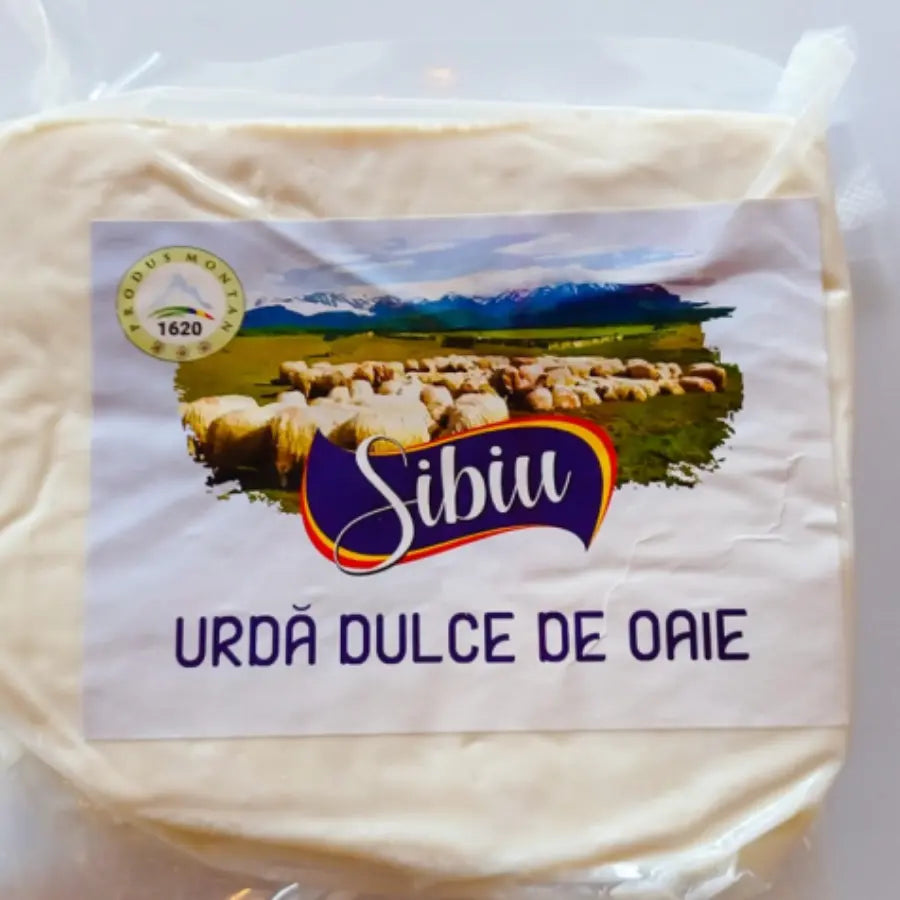 PRODUS MONTAN
1620
Sibiu
URDĂ DULCE DE OAIE